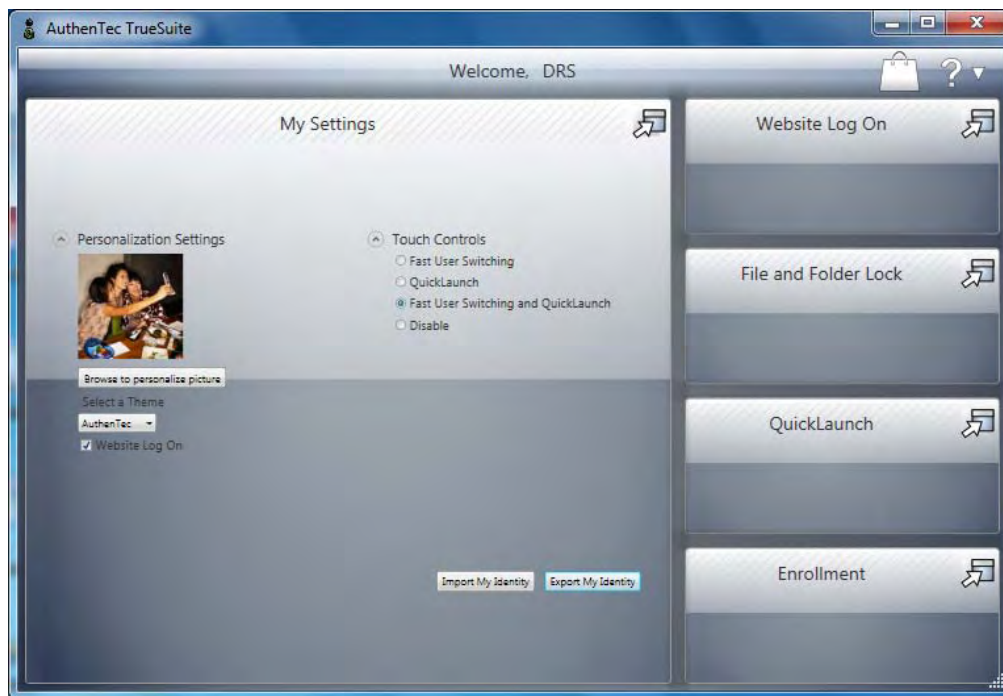 AuthenTec TrueSuite
Welcome, DRS
?
My Settings
Personalization Settings
Browse to personalize picture
Select a Theme
AuthenTec
Website Log On
Touch Controls
Fast User Switching
QuickLaunch
Fast User Switching and QuickLaunch
Disable
Import My Identity
Export My Identity
Website Log On
File and Folder Lock
QuickLaunch
Enrollment